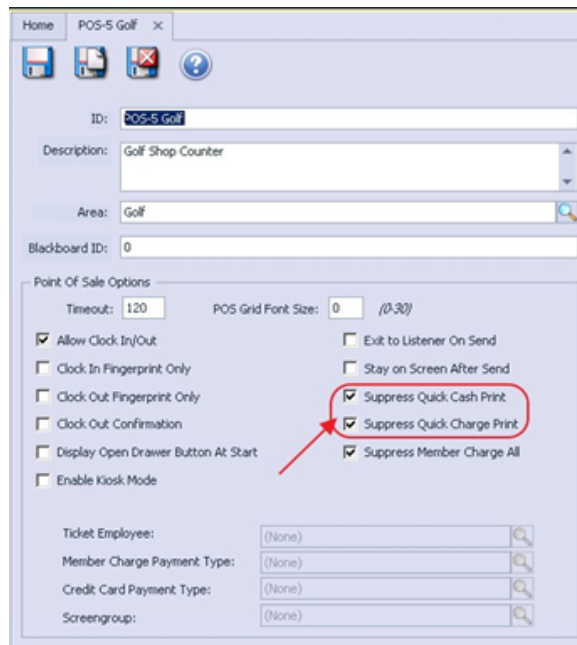 Home POS-5 Golf
ID: POS-5 Golf
Description: Golf Shop Counter
Area: Golf
Blackboard ID: 0
Point Of Sale Options
Timeout: 120 POS Grid Font Size: 0 (0-30)
Allow Clock In/Out Exit to Listener On Send
Clock In Fingerprint Only Stay on Screen After Send
Clock Out Fingerprint Only Suppress Quick Cash Print
Clock Out Confirmation Suppress Quick Charge Print
Display Open Drawer Button At Start Suppress Member Charge All
Enable Kiosk Mode
Ticket Employee: (None)
Member Charge Payment Type: (None)
Credit Card Payment Type: (None)
Screengroup: (None)